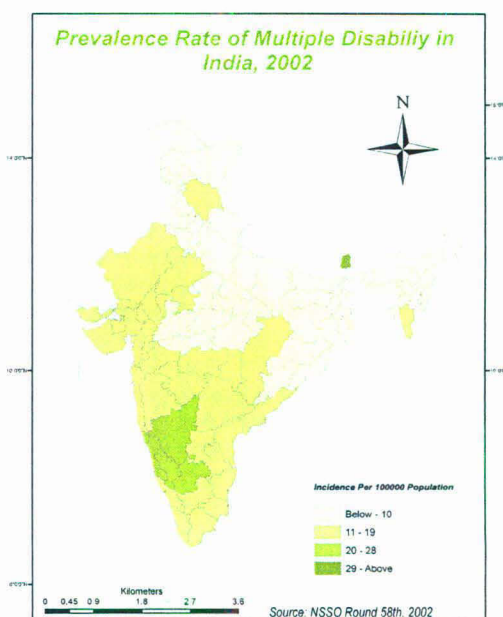 Prevalence Rate of Multiple Disabiliy in
India, 2002
N
Incidence Per 100000 Population
Below - 10
11 - 19
20 - 28
29 - Above
Kilometers
0 0.45 0.9 1.8 2.7 3.6
Source: NSSO Round 58th, 2002